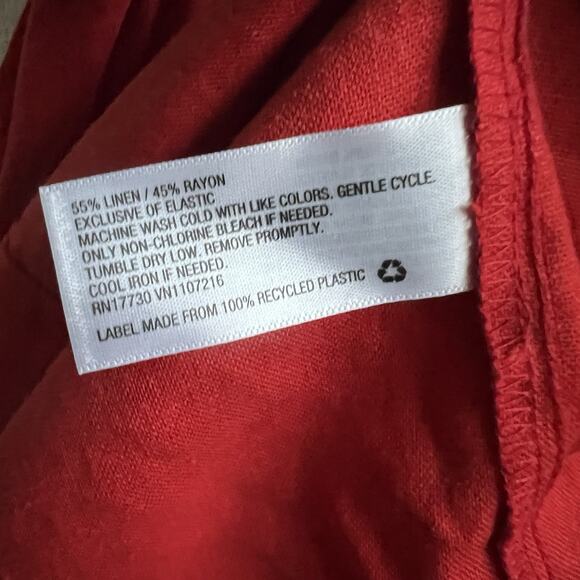 55% LINEN / 45% RAYON
EXCLUSIVE OF ELASTIC
MACHINE WASH COLD WITH LIKE COLORS. GENTLE CYCLE.
ONLY NON-CHLORINE BLEACH IF NEEDED.
TUMBLE DRY LOW. REMOVE PROMPTLY.
COOL IRON IF NEEDED.
RN17730 VN1107216
LABEL MADE FROM 100% RECYCLED PLASTIC